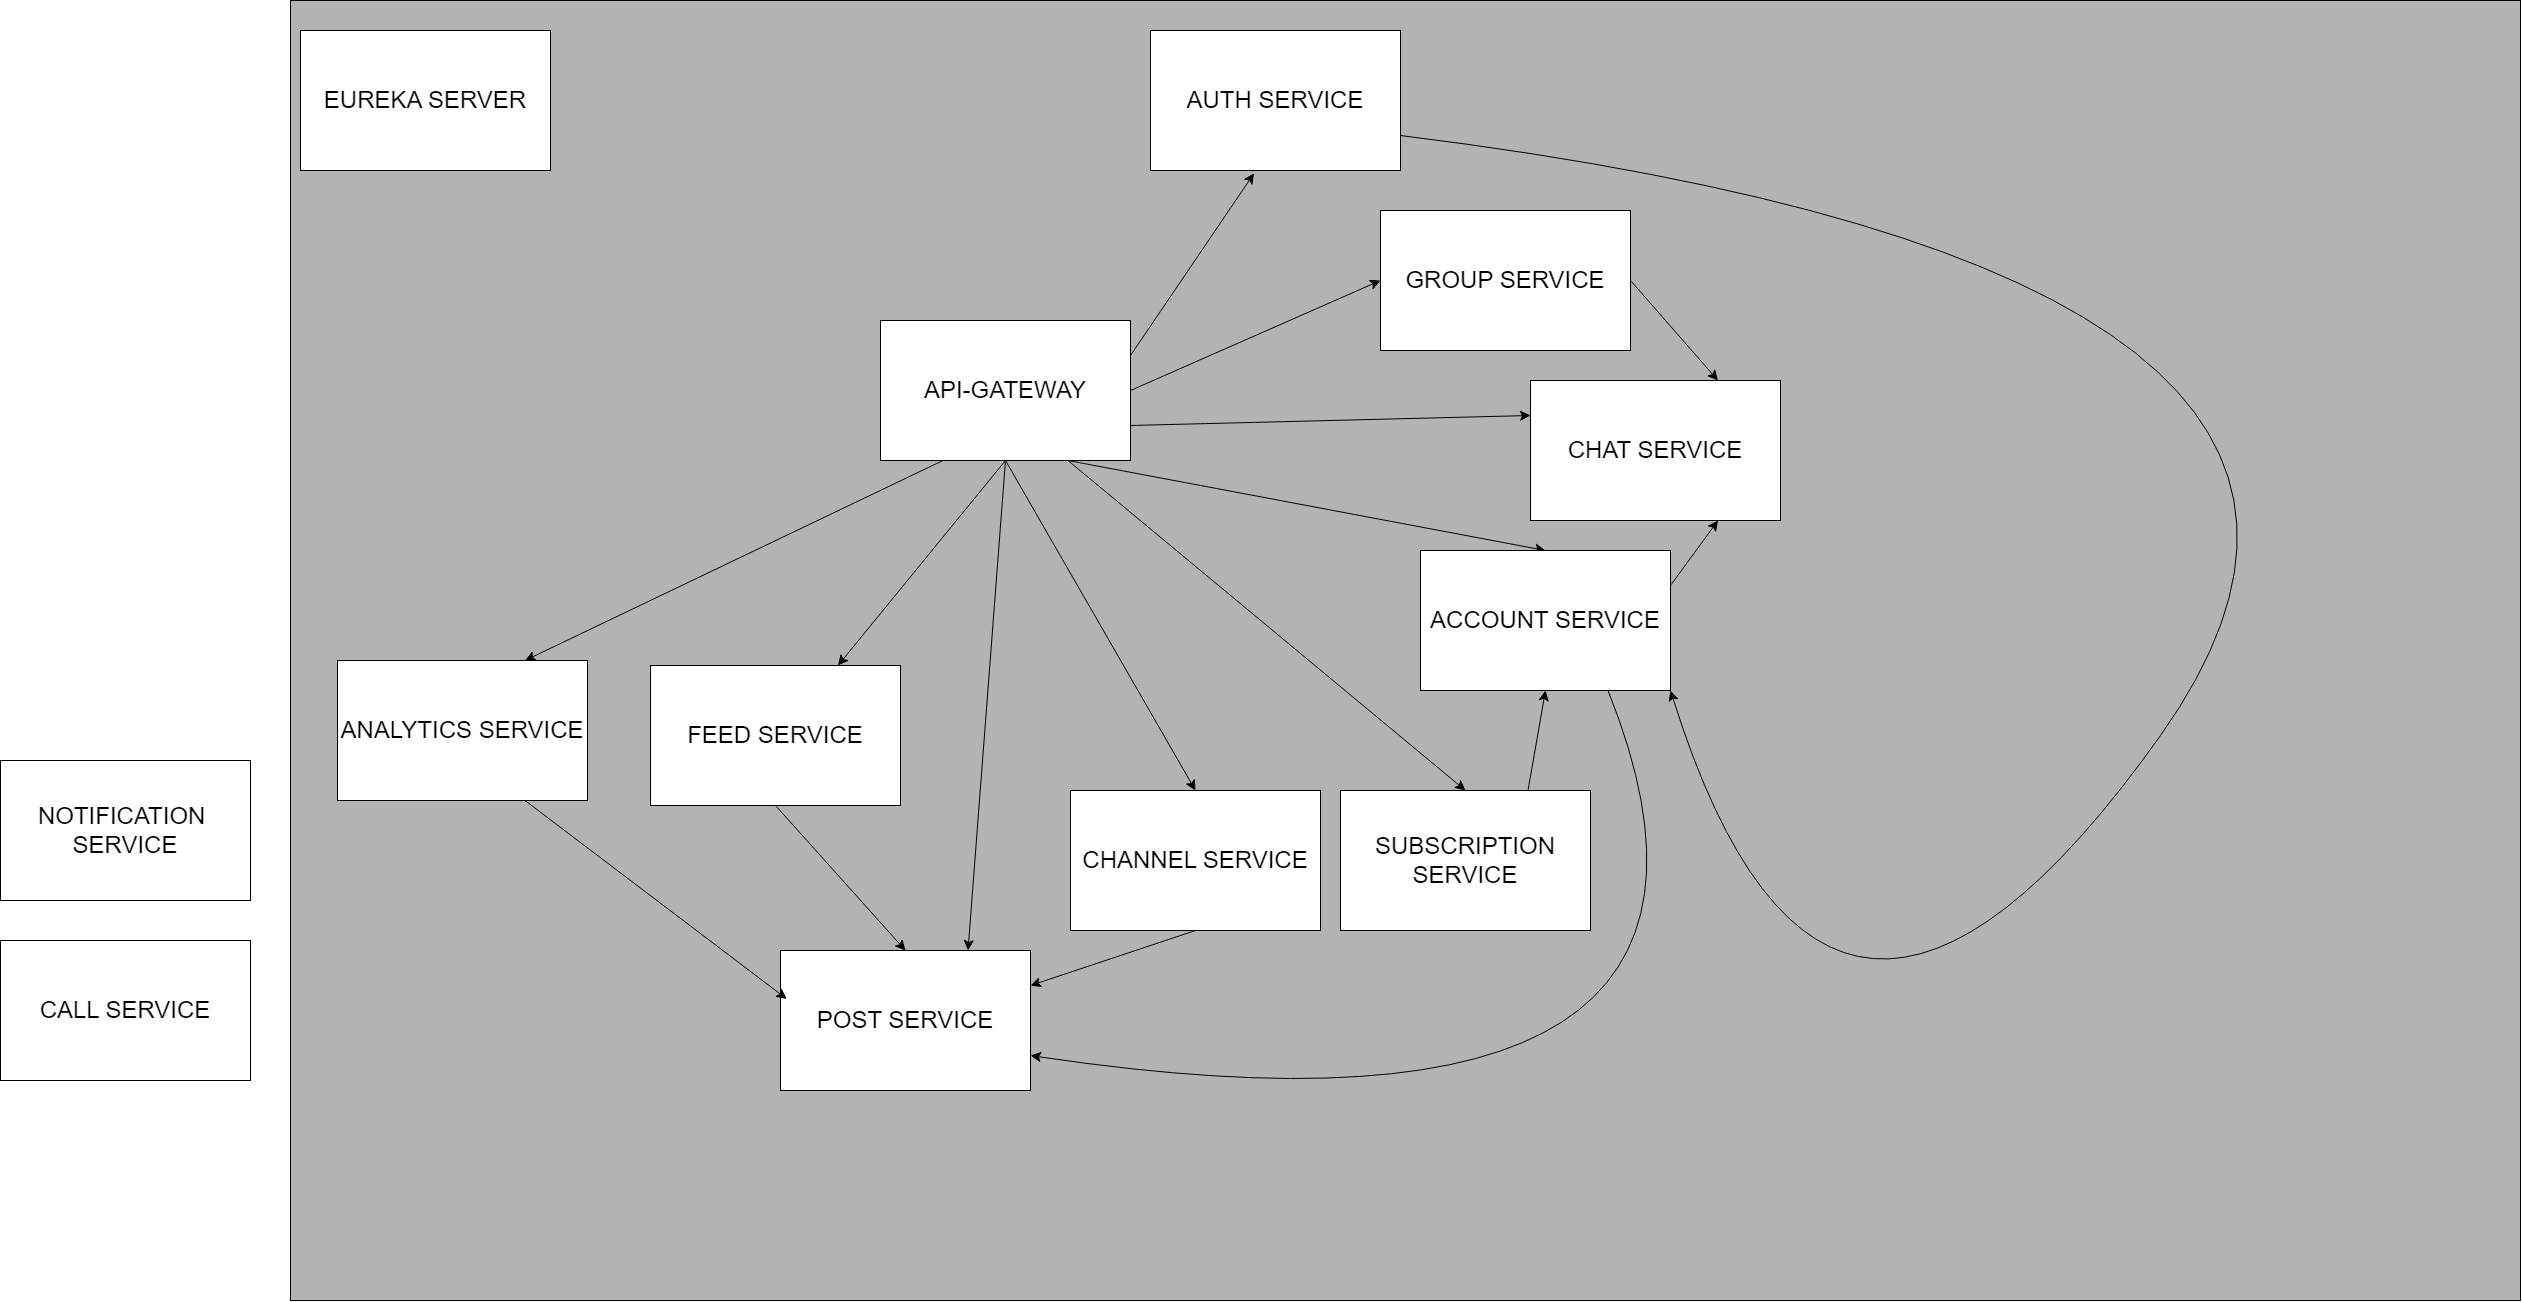 EUREKA SERVER
AUTH SERVICE
GROUP SERVICE
API-GATEWAY
CHAT SERVICE
ACCOUNT SERVICE
ANALYTICS SERVICE
FEED SERVICE
NOTIFICATION
SERVICE
CHANNEL SERVICE
SUBSCRIPTION
SERVICE
CALL SERVICE
POST SERVICE